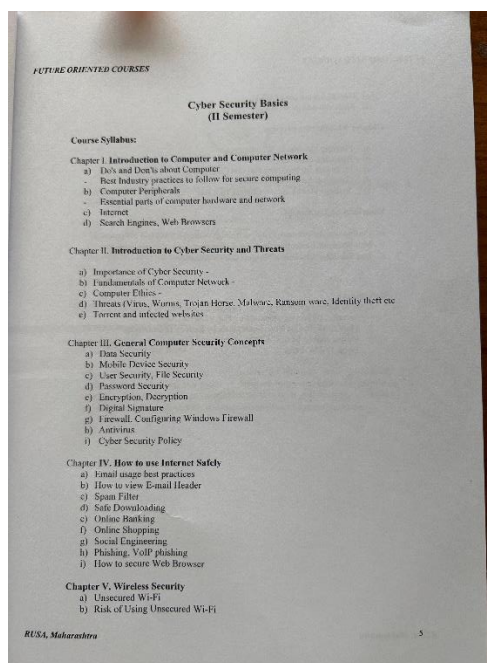 FUTURE ORIENTED COURSES
Cyber Security Basics
(II Semester)
Course Syllabus:
Chapter I. Introduction to Computer and Computer Network
a) Do's and Don'ts about Computer
- Best Industry practices to follow for secure computing
b) Computer Peripherals
- Essential parts of computer hardware and network
c) Internet
d) Search Engines, Web Browsers
Chapter II. Introduction to Cyber Security and Threats
a) Importance of Cyber Security -
b) Fundamentals of Computer Network -
c) Computer Ethics -
d) Threats (Virus, Worms, Trojan Horse, Malware, Ransom ware, Identity theft etc
e) Torrent and infected websites
Chapter III. General Computer Security Concepts
a) Data Security
b) Mobile Device Security
c) User Security, File Security
d) Password Security
e) Encryption, Decryption
f) Digital Signature
g) Firewall, Configuring Windows Firewall
h) Antivirus
i) Cyber Security Policy
Chapter IV. How to use Internet Safely
a) Email usage best practices
b) How to view E-mail Header
c) Spam Filter
d) Safe Downloading
e) Online Banking
f) Online Shopping
g) Social Engineering
h) Phishing, VoIP phishing
i) How to secure Web Browser
Chapter V. Wireless Security
a) Unsecured Wi-Fi
b) Risk of Using Unsecured Wi-Fi
RUSA, Maharashtra 5